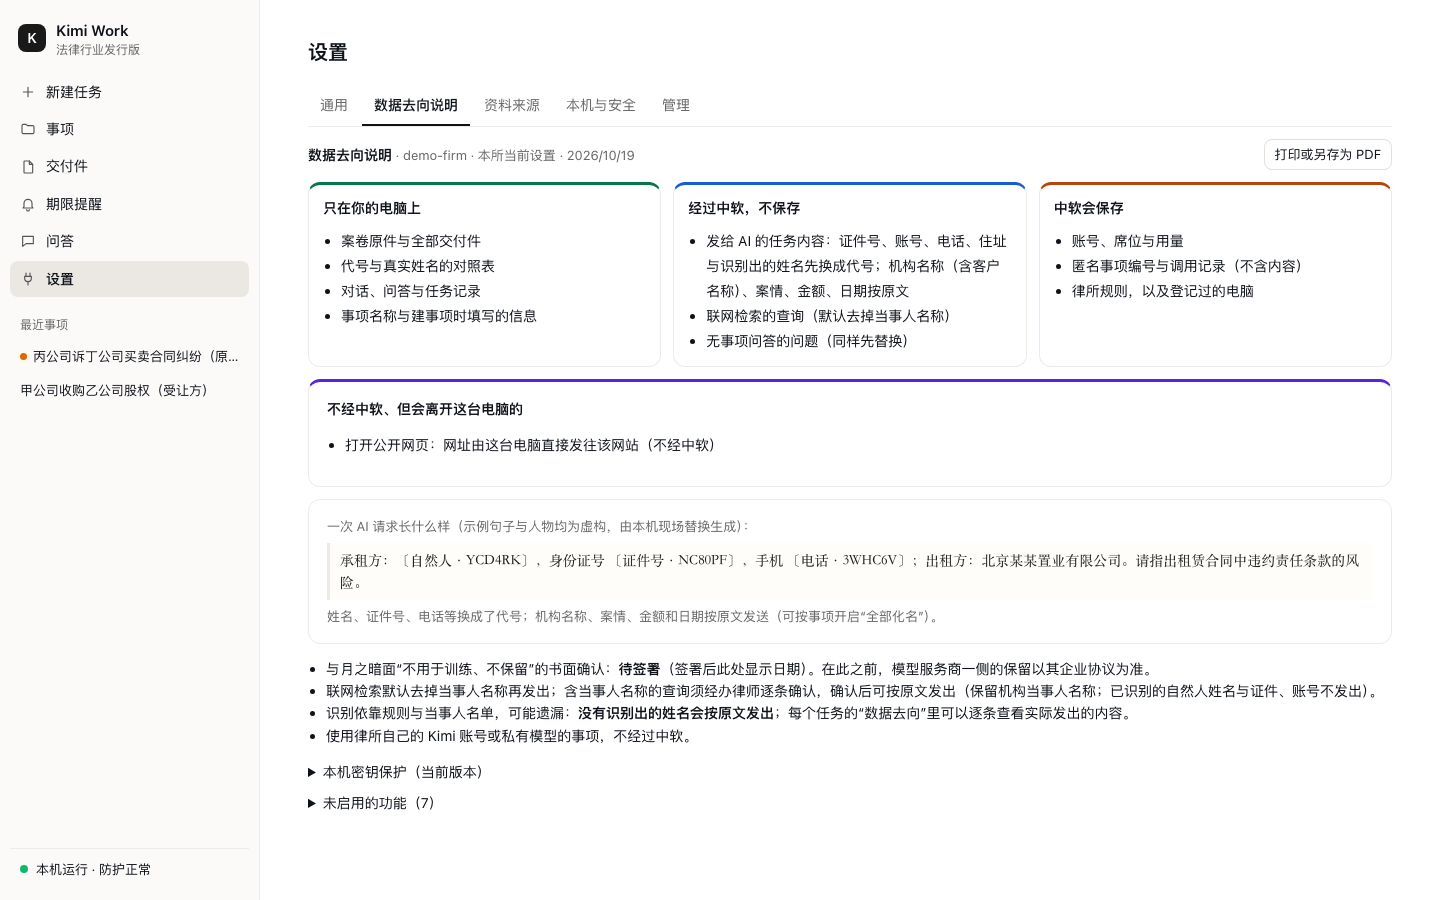 K
Kimi Work
法律行业发行版
新建任务
事项
交付件
期限提醒
问答
设置
最近事项
丙公司诉丁公司买卖合同纠纷（原...
甲公司收购乙公司股权（受让方）
本机运行 · 防护正常
设置
通用 数据去向说明 资料来源 本机与安全 管理
数据去向说明 · demo-firm · 本所当前设置 · 2026/10/19
打印或另存为 PDF
只在你的电脑上
案卷原件与全部交付件
代号与真实姓名的对照表
对话、问答与任务记录
事项名称与建事项时填写的信息
经过中软，不保存
发给 AI 的任务内容：证件号、账号、电话、住址
与识别出的姓名先换成代号；机构名称（含客户
名称）、案情、金额、日期按原文
联网检索的查询（默认去掉当事人名称）
无事项问答的问题（同样先替换）
中软会保存
账号、席位与用量
匿名事项编号与调用记录（不含内容）
律所规则，以及登记过的电脑
不经中软、但会离开这台电脑的
打开公开网页：网址由这台电脑直接发往该网站（不经中软）
一次 AI 请求长什么样（示例句子与人物均为虚构，由本机现场替换生成）：
承租方：〔自然人 · YCD4RK〕，身份证号 〔证件号 · NC80PF〕，手机 〔电话 · 3WHC6V〕；出租方：北京某某置业有限公司。请指出租赁合同中违约责任条款的风
险。
姓名、证件号、电话等换成了代号；机构名称、案情、金额和日期按原文发送（可按事项开启“全部化名”）。
与月之暗面“不用于训练、不保留”的书面确认：待签署（签署后此处显示日期）。在此之前，模型服务商一侧的保留以其企业协议为准。
联网检索默认去掉当事人名称再发出；含当事人名称的查询须经办律师逐条确认，确认后可按原文发出（保留机构当事人名称；已识别的自然人姓名与证件、账号不发出）。
识别依靠规则与当事人名单，可能遗漏：没有识别出的姓名会按原文发出；每个任务的“数据去向”里可以逐条查看实际发出的内容。
使用律所自己的 Kimi 账号或私有模型的事项，不经过中软。
本机密钥保护（当前版本）
未启用的功能（7）